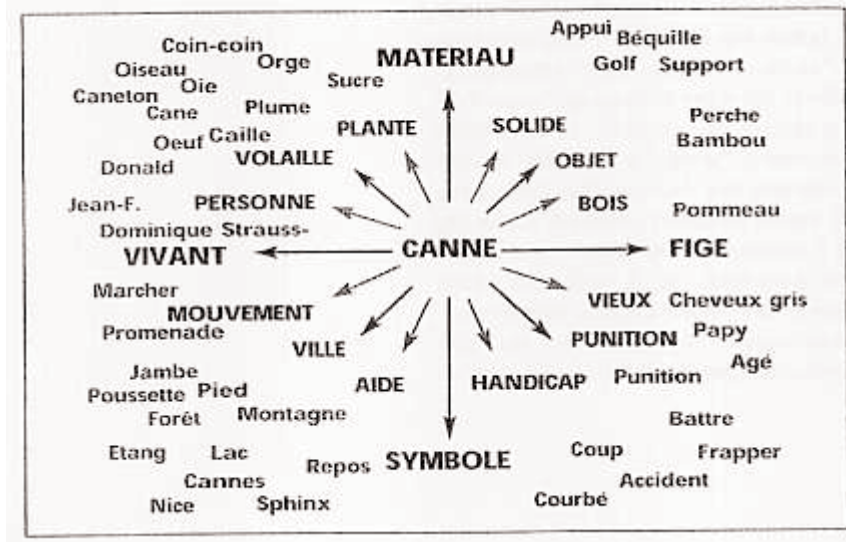 Appui
Béquille
Coin-coin
MATERIAU
Orge
Golf Support
Oiseau
Oie
Sucre
Caneton
Cane
Plume
Perche
PLANTE
SOLIDE
Bambou
Oeuf Caille
VOLAILLE
OBJET
Donald
Jean-F.
PERSONNE
BOIS
Pommeau
Dominique Strauss-
VIVANT
CANNE
FIGE
Marcher
VIEUX Cheveux gris
MOUVEMENT
Promenade
PUNITION Papy
VILLE
Agé
Jambe
AIDE
HANDICAP
Punition
Poussette Pied
Forêt
Montagne
Battre
Etang
Lac
Repos
SYMBOLE
Coup
Frapper
Cannes
Accident
Nice
Sphinx
Courbé